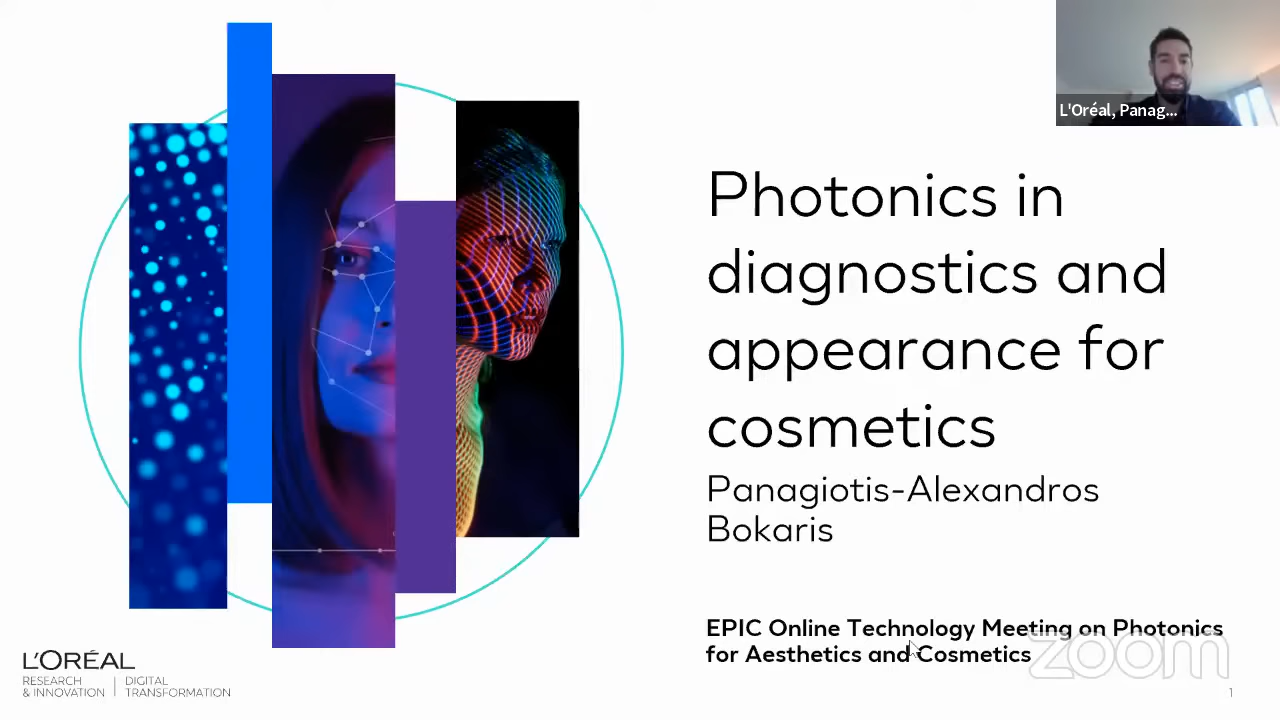 L'Oréal, Panag...
Photonics in
diagnostics and
appearance for
cosmetics
Panagiotis-Alexandros
Bokaris
EPIC Online Technology Meeting on Photonics
for Aesthetics and Cosmetics
zoom
L'ORÉAL
RESEARCH
& INNOVATION
DIGITAL
TRANSFORMATION
1